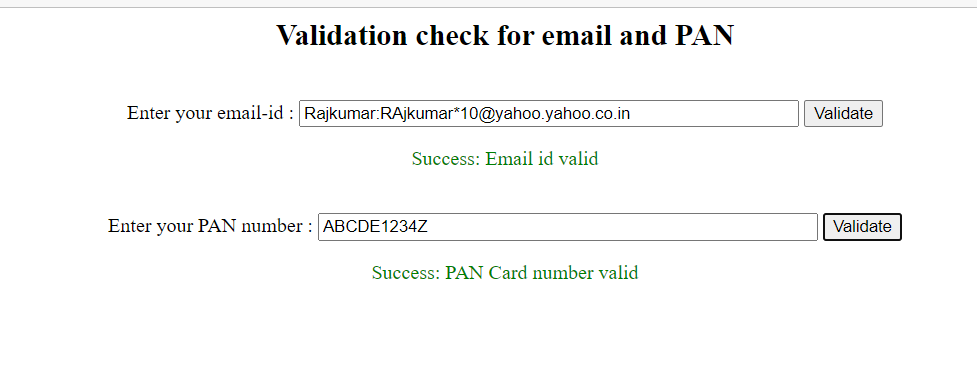 Validation check for email and PAN
Enter your email-id : Rajkumar:RAjkumar*10@yahoo.yahoo.co.in Validate
Success: Email id valid
Enter your PAN number : ABCDE1234Z Validate
Success: PAN Card number valid